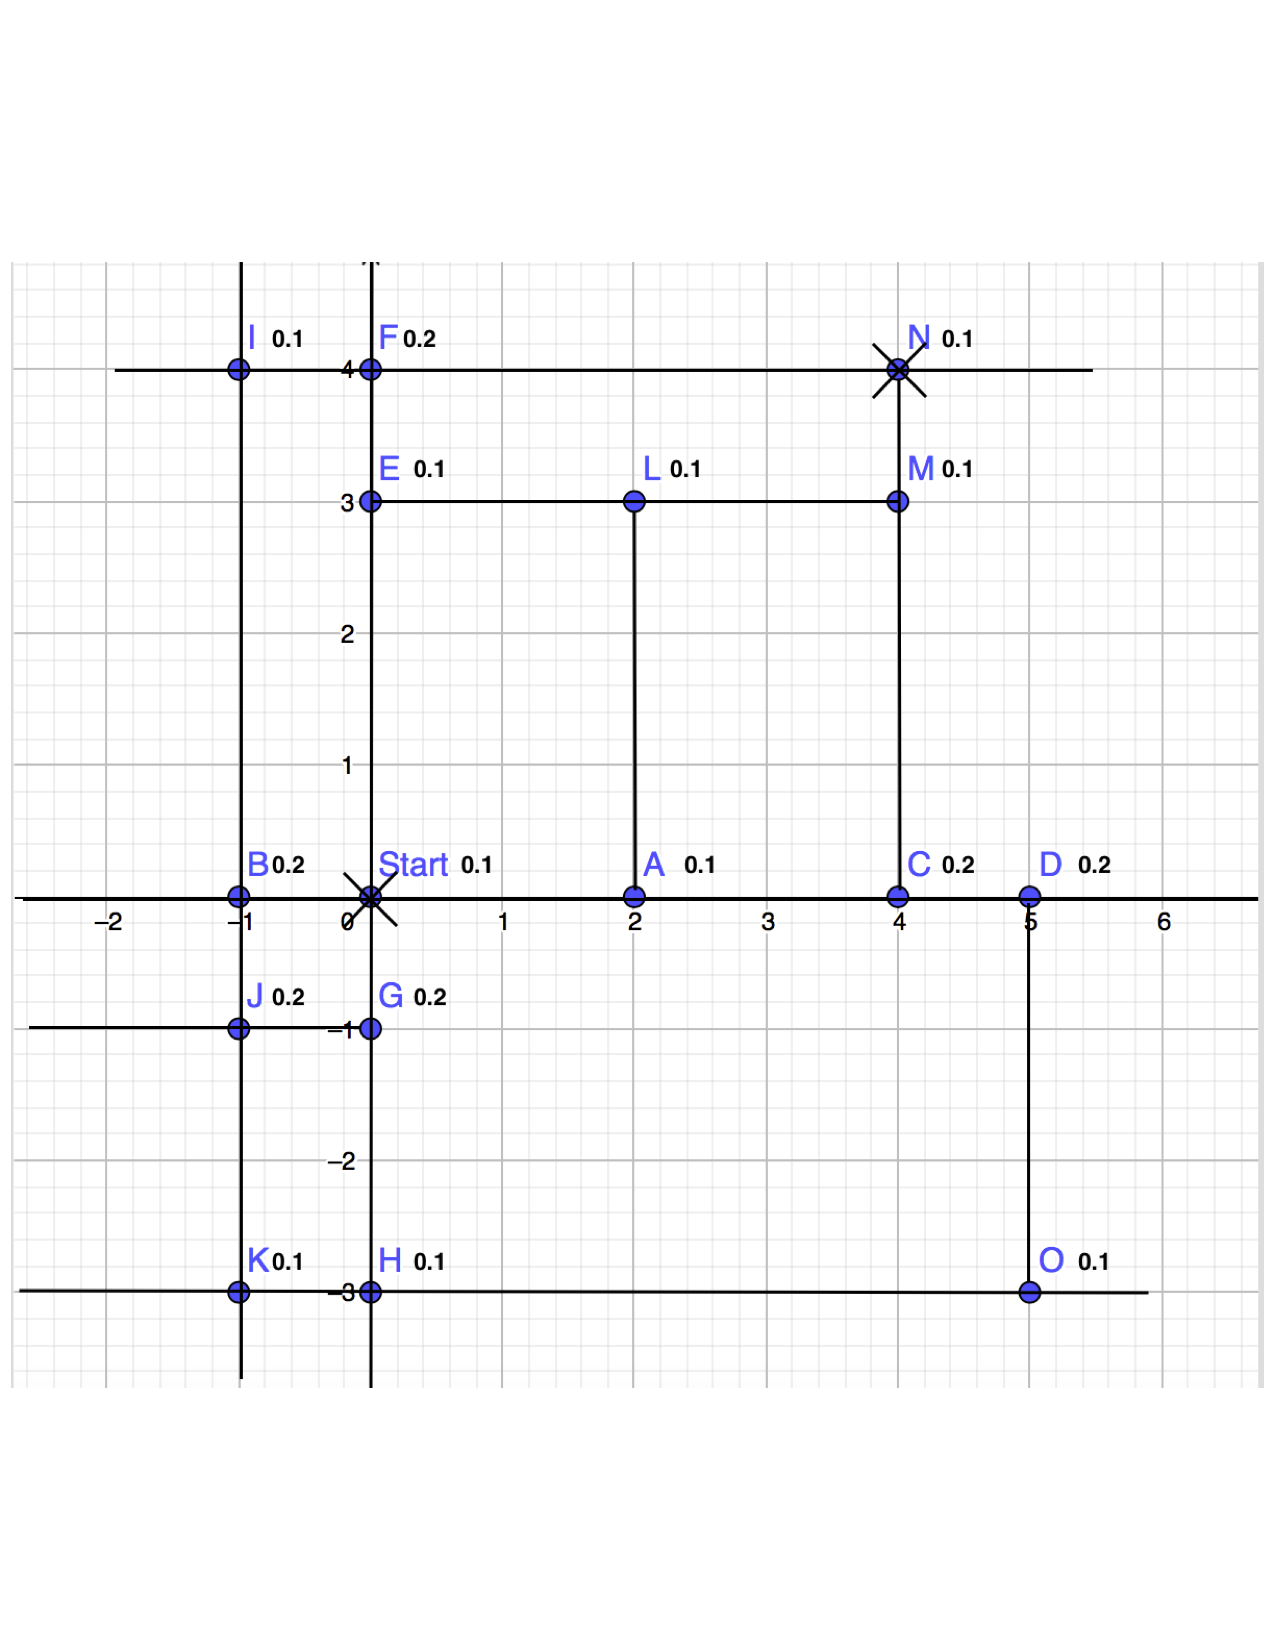 I 0.1 F 0.2 N 0.1
4
E 0.1 L 0.1 M 0.1
3
2
1
B 0.2 Start 0.1 A 0.1 C 0.2 D 0.2
–2 –1 0 1 2 3 4 5 6
J 0.2 G 0.2
–1
–2
K 0.1 H 0.1 O 0.1
–3